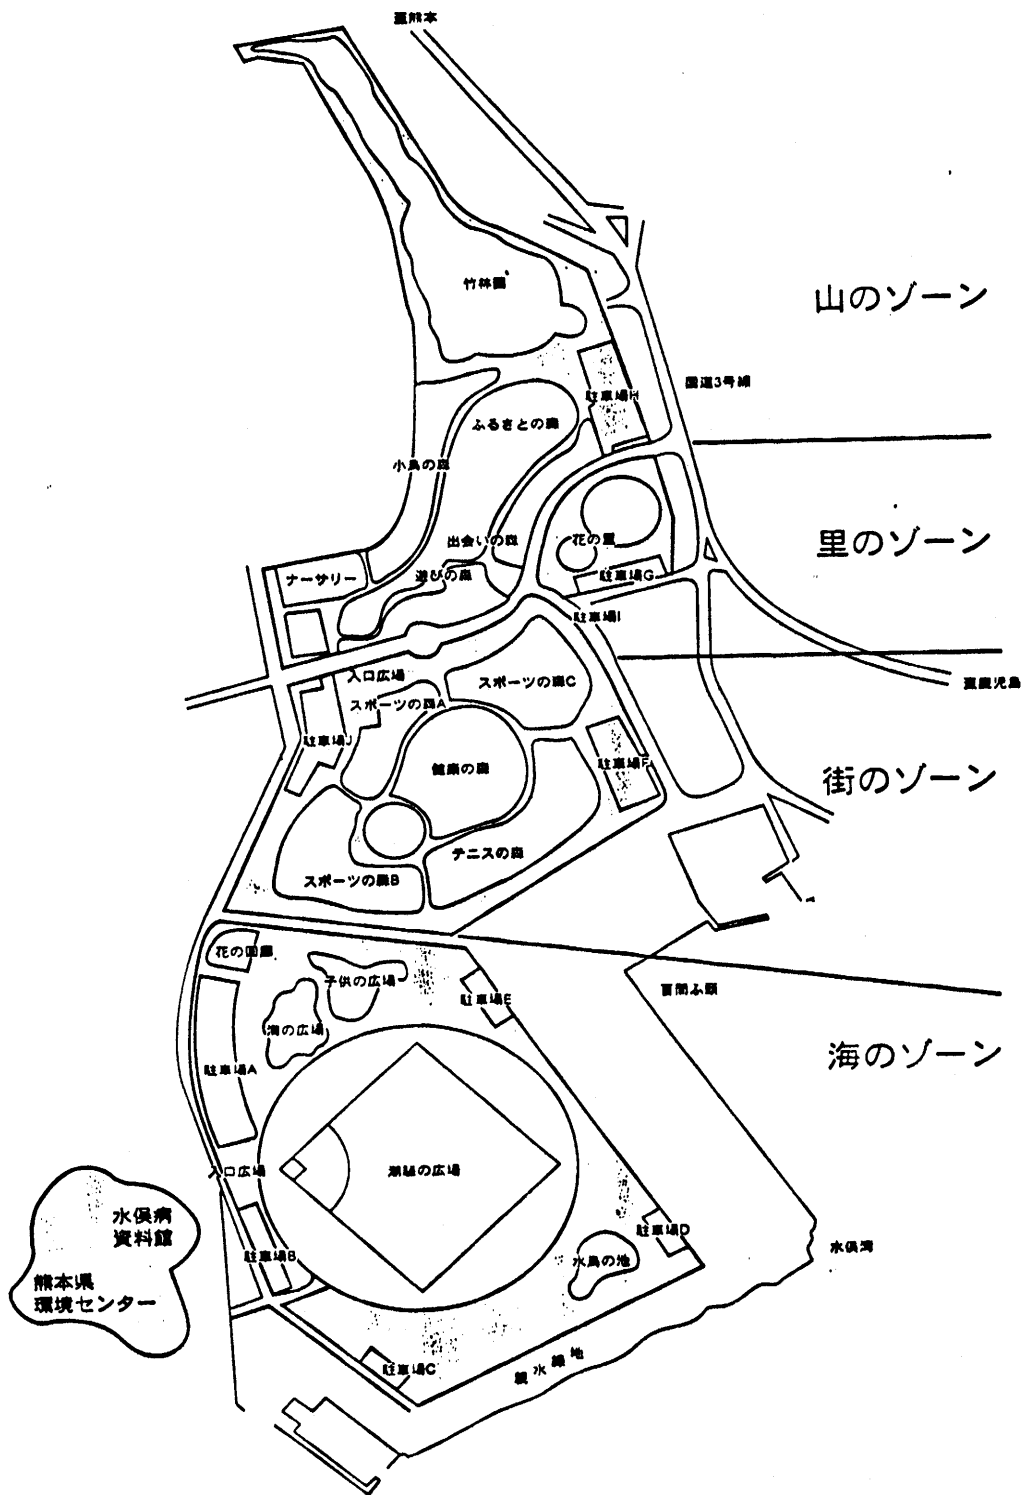 至熊本
竹林園
山のゾーン
国道3号線
駐車場H
ふるさとの森
小鳥の森
出会いの森
花の里
里のゾーン
ナーサリー
遊びの森
駐車場G
駐車場I
入口広場
スポーツの森C
至鹿児島
スポーツの森A
駐車場J
健康の森
駐車場F
街のゾーン
テニスの森
スポーツの森B
花の回廊
子供の広場
駐車場E
百間ふ頭
海の広場
海のゾーン
駐車場A
入口広場
潮騒の広場
水俣病
資料館
熊本県
環境センター
駐車場B
駐車場D
水鳥の池
水俣湾
駐車場C
親水緑地